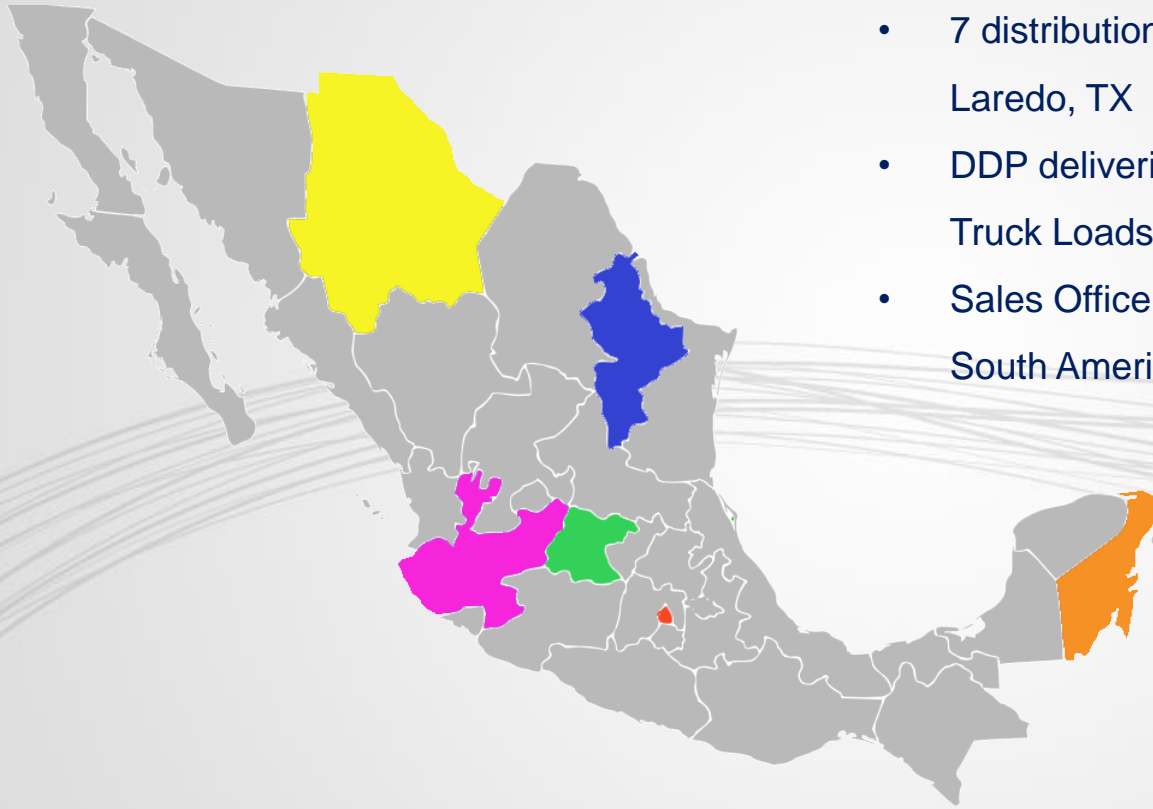 • 7 distribution
Laredo, TX
• DDP deliveri
Truck Loads
• Sales Office
South Ameri